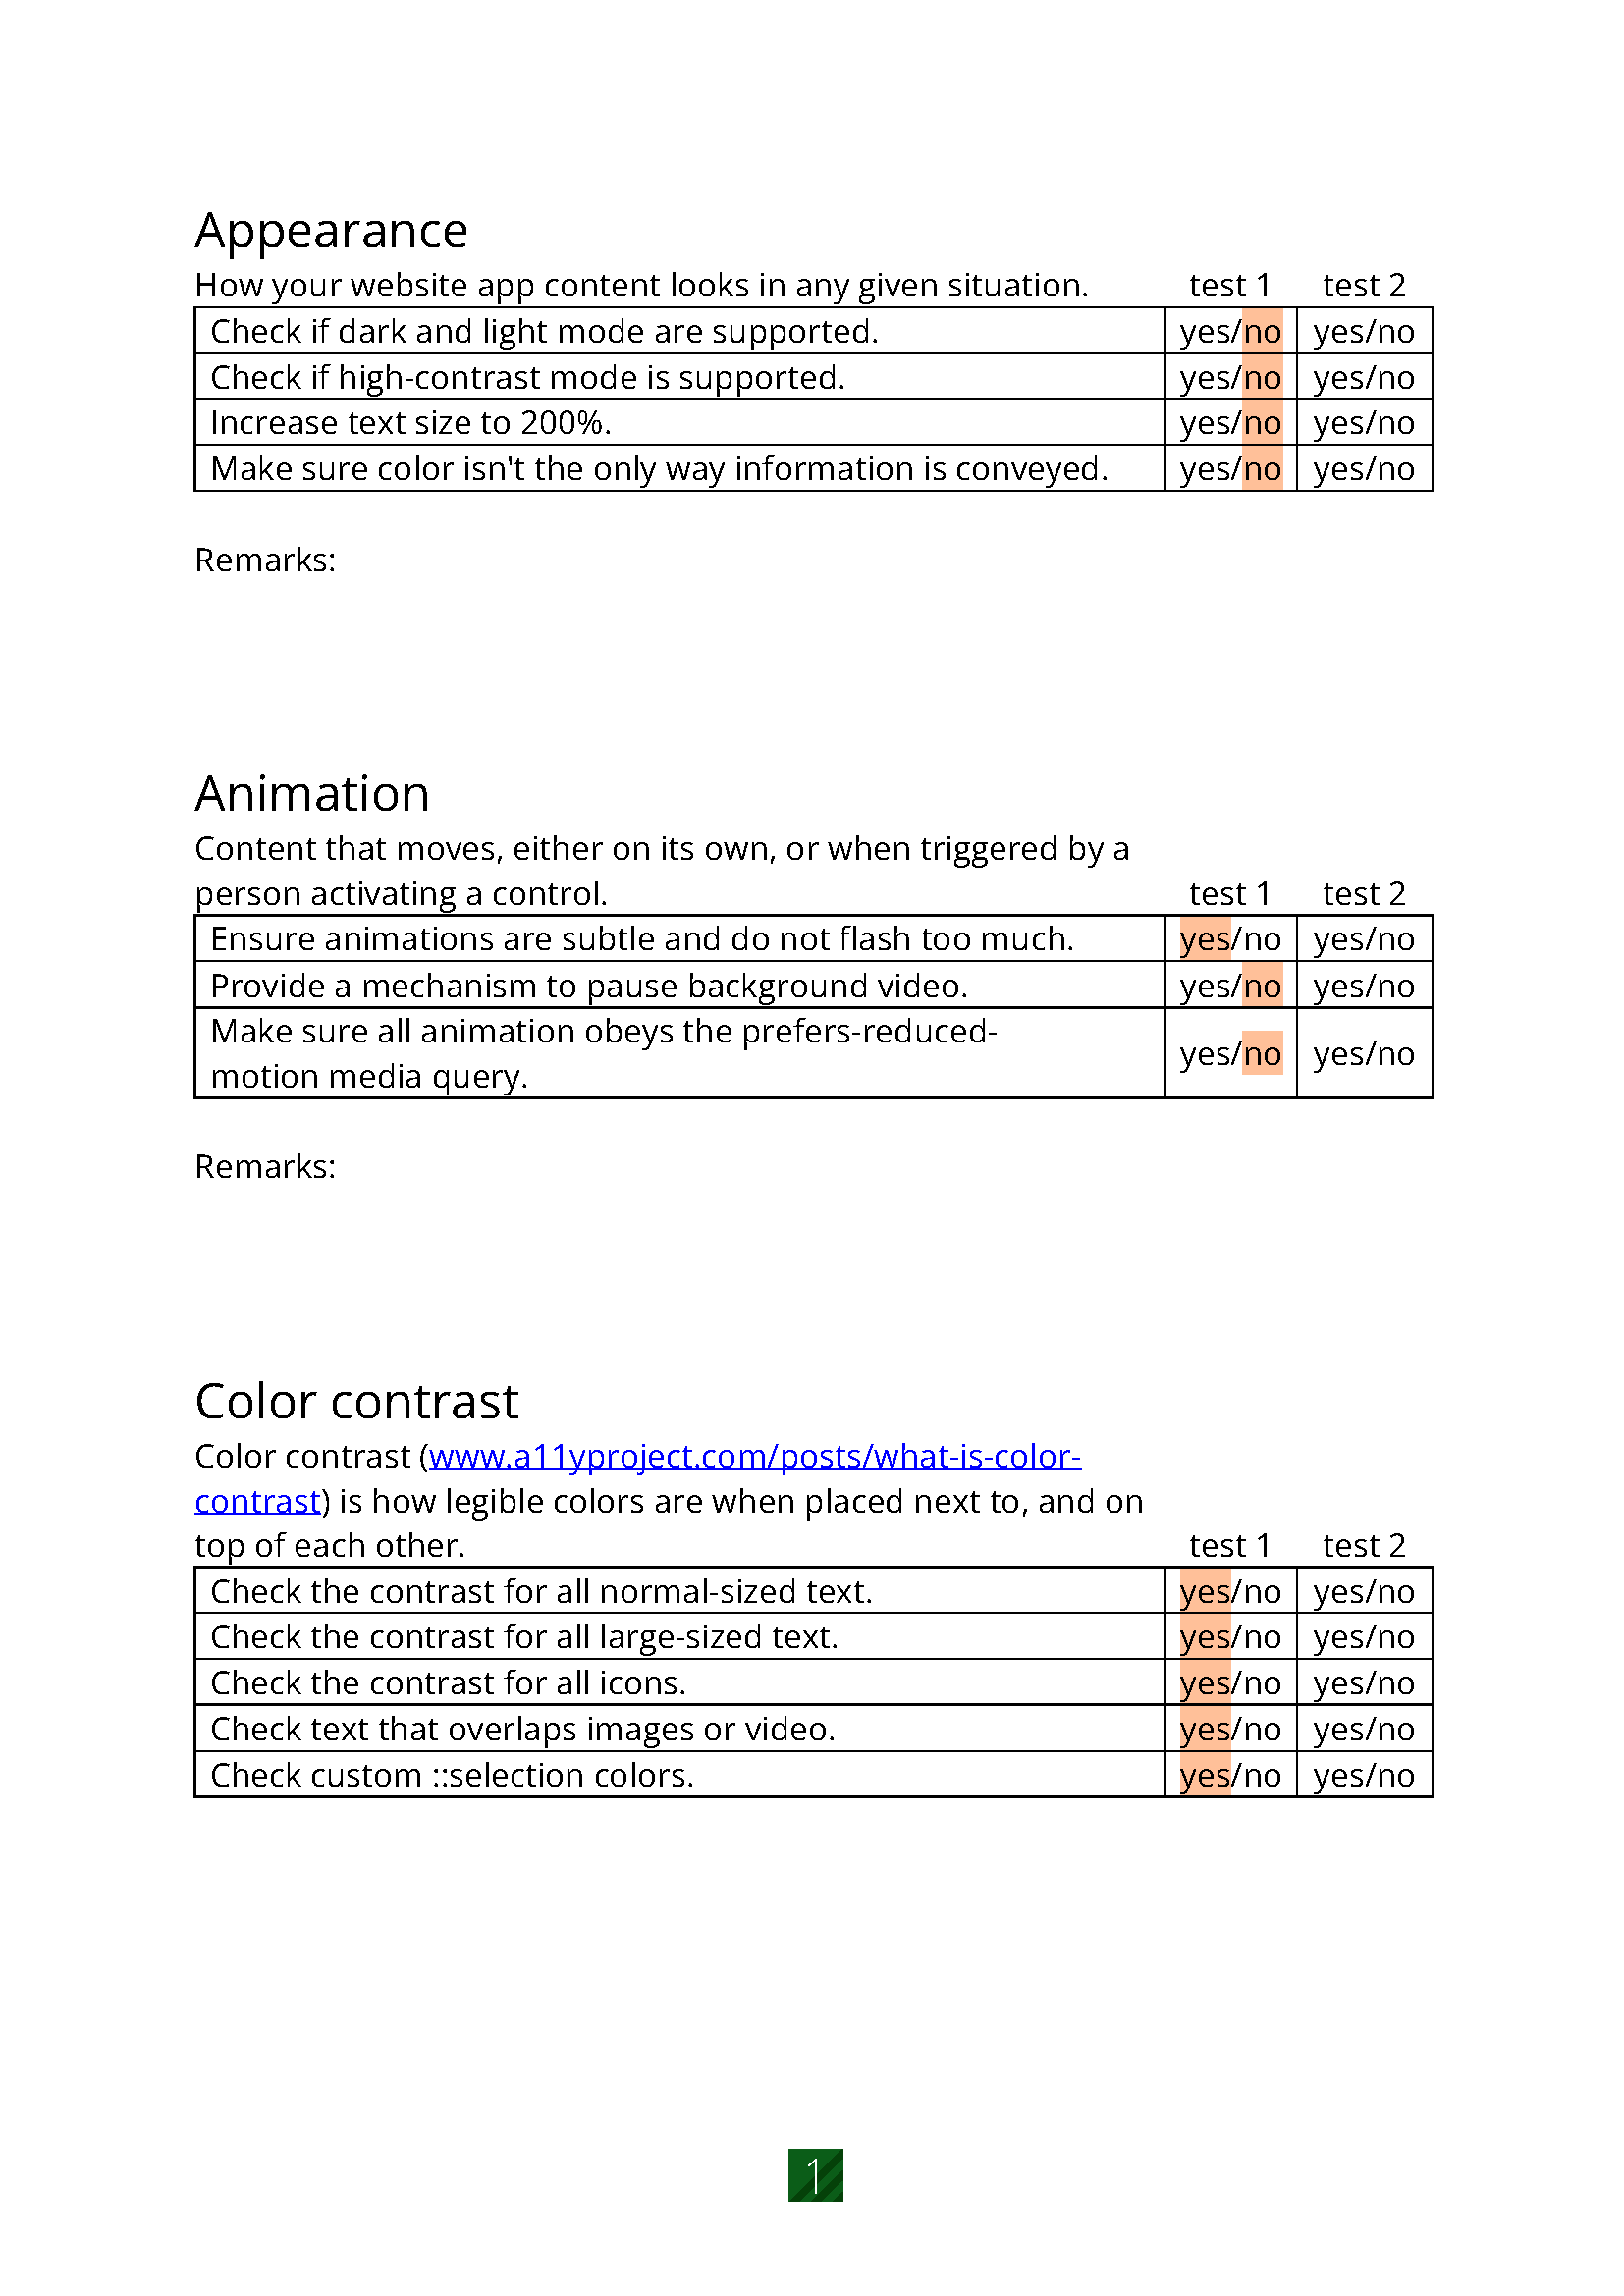 Appearance
How your website app content looks in any given situation. test 1 test 2
Check if dark and light mode are supported. yes/no yes/no
Check if high-contrast mode is supported. yes/no yes/no
Increase text size to 200%. yes/no yes/no
Make sure color isn't the only way information is conveyed. yes/no yes/no
Remarks:
Animation
Content that moves, either on its own, or when triggered by a
person activating a control. test 1 test 2
Ensure animations are subtle and do not flash too much. yes/no yes/no
Provide a mechanism to pause background video. yes/no yes/no
Make sure all animation obeys the prefers-reduced-
motion media query. yes/no yes/no
Remarks:
Color contrast
Color contrast (www.a11yproject.com/posts/what-is-color-
contrast) is how legible colors are when placed next to, and on
top of each other. test 1 test 2
Check the contrast for all normal-sized text. yes/no yes/no
Check the contrast for all large-sized text. yes/no yes/no
Check the contrast for all icons. yes/no yes/no
Check text that overlaps images or video. yes/no yes/no
Check custom ::selection colors. yes/no yes/no
1